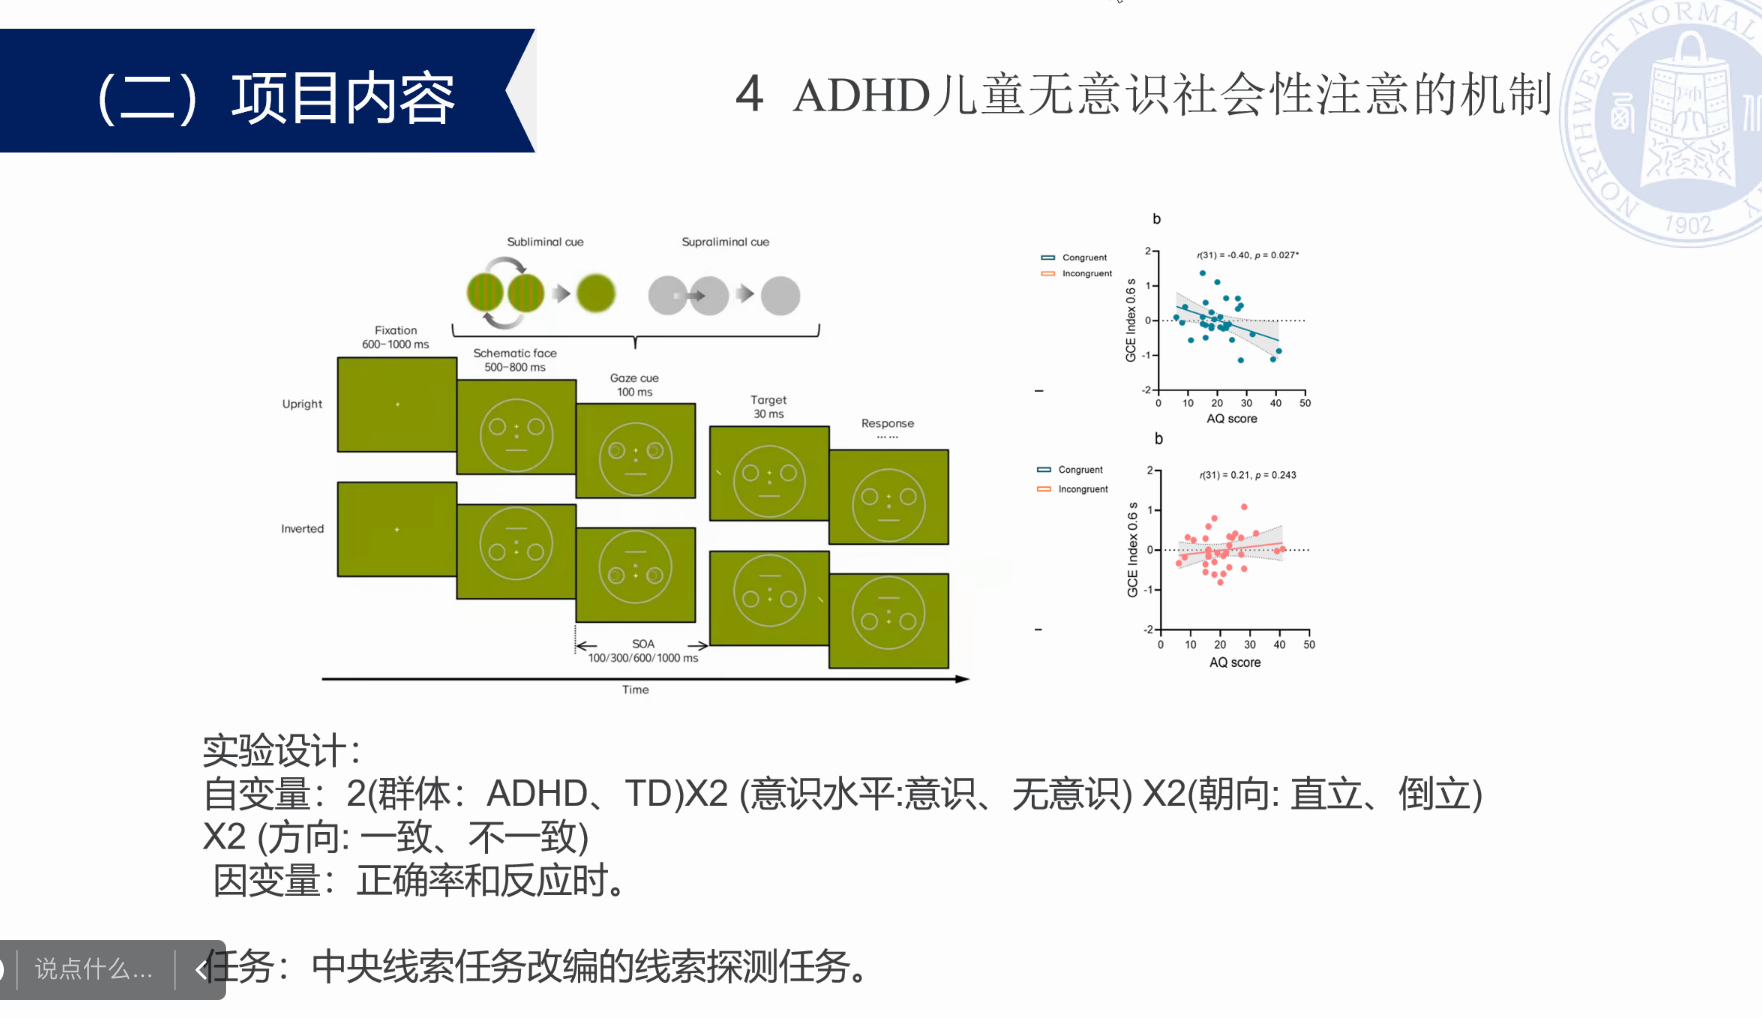 (二) 项目内容
4 ADHD儿童无意识社会性注意的机制
NORTHWEST NORMAL
1902
Subliminal cue
Supraliminal cue
Fixation
600-1000 ms
Schematic face
500-800 ms
Gaze cue
100 ms
Target
30 ms
Response
... ...
Upright
Inverted
SOA
100/300/600/1000 ms
Time
b
Congruent
Incongruent
r(31) = -0.40, p = 0.027*
GCE Index 0.6 s
2
1
0
-1
-2
0 10 20 30 40 50
AQ score
b
Congruent
Incongruent
r(31) = 0.21, p = 0.243
GCE Index 0.6 s
2
1
0
-1
-2
0 10 20 30 40 50
AQ score
实验设计：
自变量：2(群体：ADHD、TD)X2 (意识水平:意识、无意识) X2(朝向: 直立、倒立)
X2 (方向: 一致、不一致)
因变量：正确率和反应时。
任务：中央线索任务改编的线索探测任务。
说点什么...